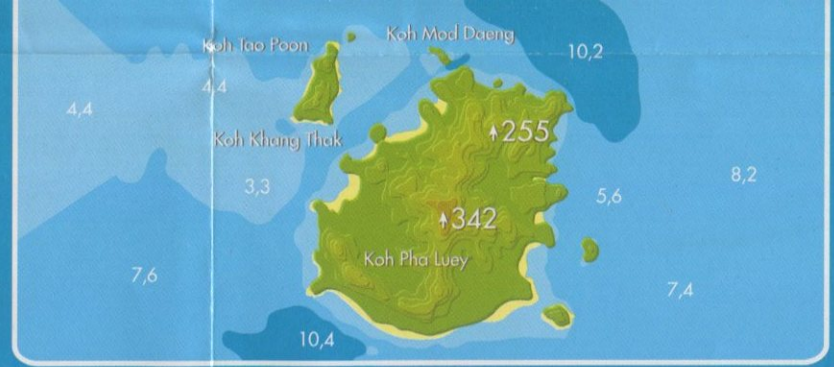 Koh Mod Daeng
Koh Tao Poon
10,2
4,4
4,4
255
Koh Khang Thak
8,2
3,3
5,6
342
Koh Pha Luey
7,6
7,4
10,4